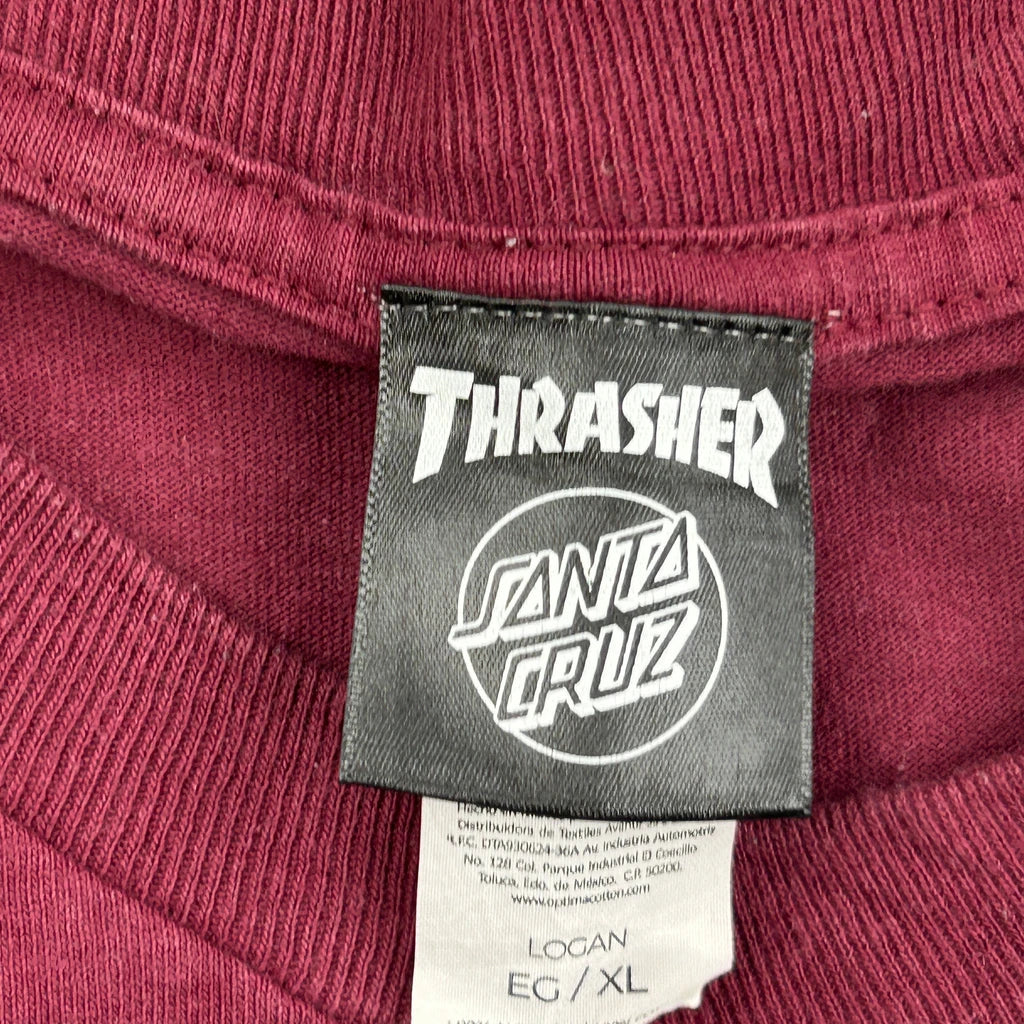 THRASHER
SANTA
CRUZ
Distribuidora de Textiles Avante
R.F.C. DTA930624-36A Av. Industria Automotriz
No. 128 Col. Parque Industrial El Coecillo
Toluca, Edo. de México. C.P. 50200.
www.optimacotton.com
LOGAN
EG / XL